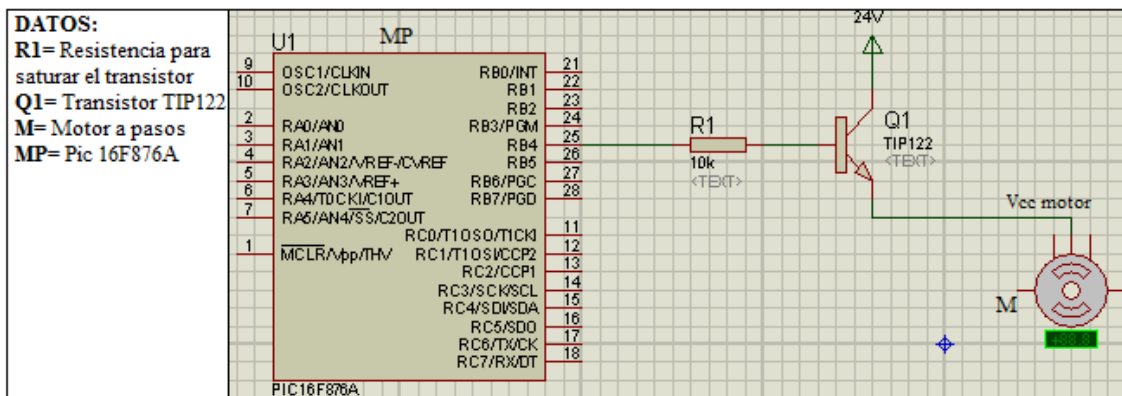 DATOS:
R1= Resistencia para
saturar el transistor
Q1= Transistor TIP122
M= Motor a pasos
MP= Pic 16F876A
U1
MP
9
OSC1/CLKIN
10
OSC2/CLKOUT
2
RA0/AN0
3
RA1/AN1
4
RA2/AN2/VREF-/CVREF
5
RA3/AN3/VREF+
6
RA4/T0CKI/C1OUT
7
RA5/AN4/SS/C2OUT
1
MCLR/Vpp/THV
RB0/INT
21
RB1
22
RB2
23
RB3/PGM
24
RB4
25
RB5
26
RB6/PGC
27
RB7/PGD
28
RC0/T1OSO/T1CKI
11
RC1/T1OSI/CCP2
12
RC2/CCP1
13
RC3/SCK/SCL
14
RC4/SDI/SDA
15
RC5/SDO
16
RC6/TX/CK
17
RC7/RX/DT
18
PIC16F876A
R1
10k
<TEXT>
24V
Q1
TIP122
<TEXT>
Vcc motor
M
+88.8